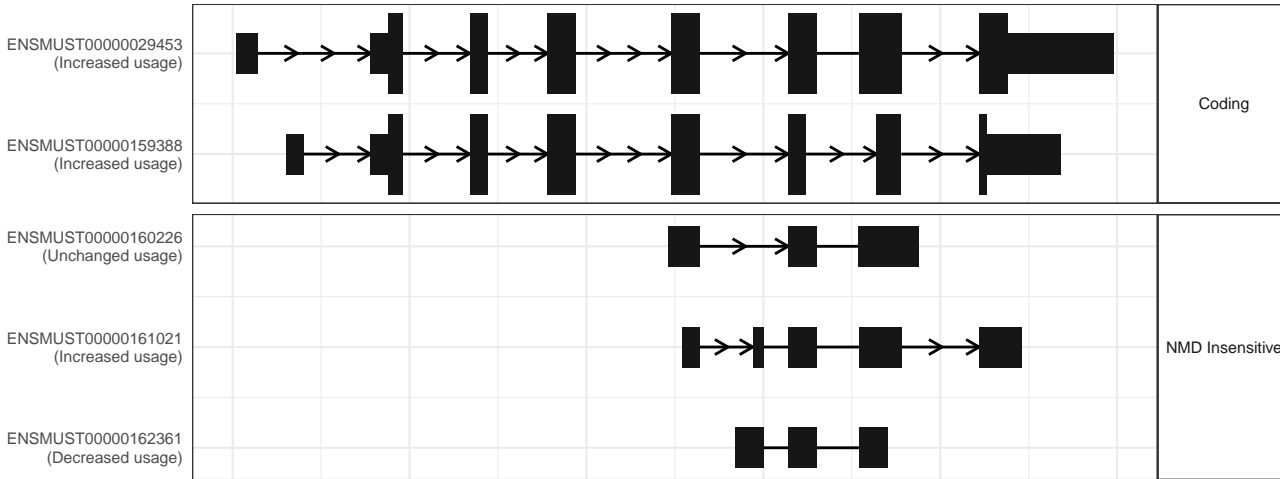 ENSMUST00000029453
(Increased usage)
ENSMUST00000159388
(Increased usage)
Coding
ENSMUST00000160226
(Unchanged usage)
ENSMUST00000161021
(Increased usage)
NMD Insensitive
ENSMUST00000162361
(Decreased usage)